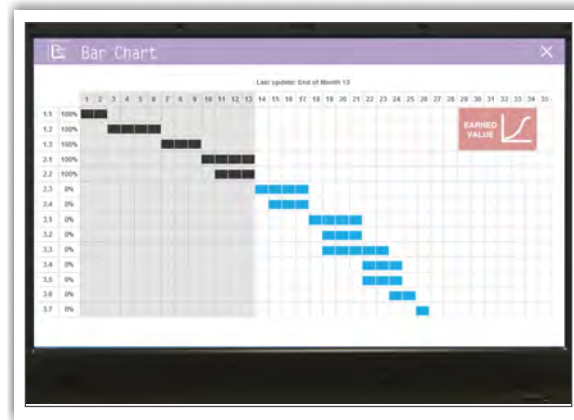 Bar Chart
Last update: End of Month 13
1 2 3 4 5 6 7 8 9 10 11 12 13 14 15 16 17 18 19 20 21 22 23 24 25 26 27 28 29 30 31 32 33 34 35
1.1 100%
1.2 100%
1.3 100%
2.1 100%
2.2 100%
2.3 0%
2.4 0%
3.1 0%
3.2 0%
3.3 0%
3.4 0%
3.5 0%
3.6 0%
3.7 0%
EARNED
VALUE